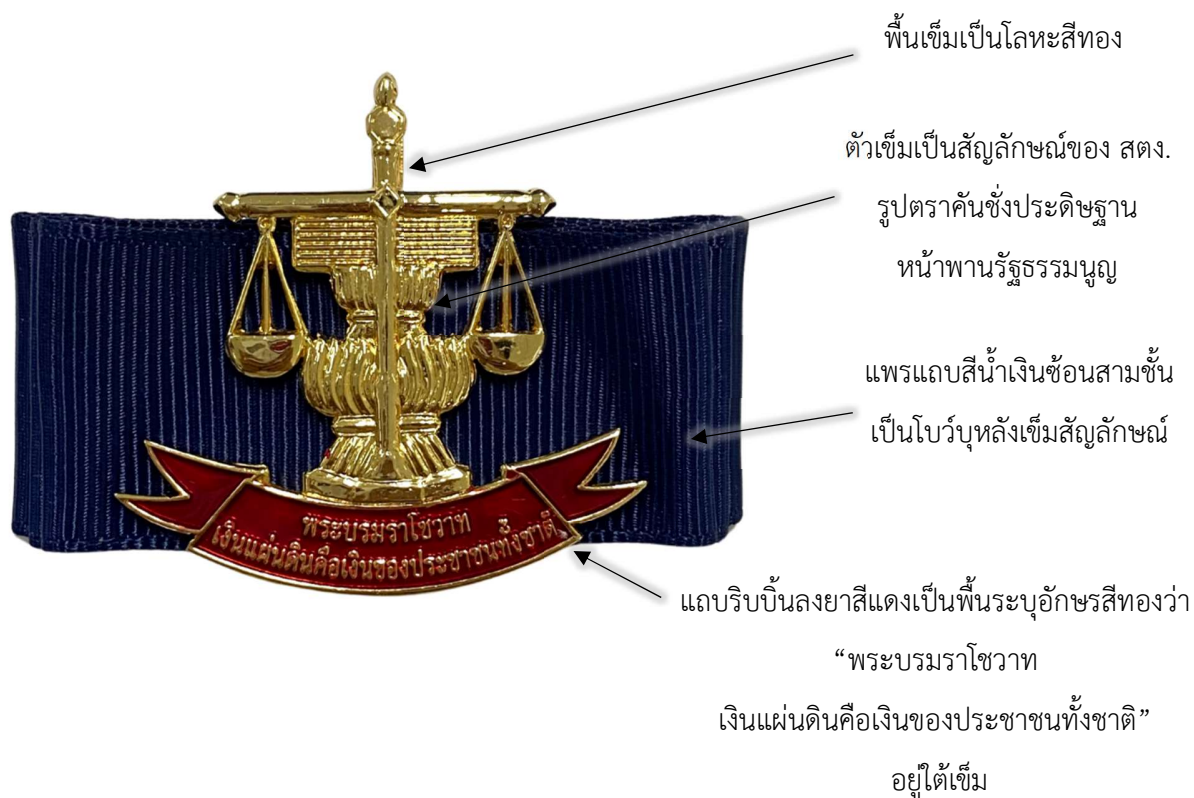 พื้นเข็มเป็นโลหะสีทอง
ตัวเข็มเป็นสัญลักษณ์ของ สตง.
รูปตราคันชั่งประดิษฐาน
หน้าพานรัฐธรรมนูญ
แพรแถบสีน้ำเงินซ้อนสามชั้น
เป็นโบว์บุหลังเข็มสัญลักษณ์
พระบรมราโชวาท
เงินแผ่นดินคือเงินของประชาชนทั้งชาติ
แถบริบบิ้นลงยาสีแดงเป็นพื้นระบุอักษรสีทองว่า
“พระบรมราโชวาท
เงินแผ่นดินคือเงินของประชาชนทั้งชาติ”
อยู่ใต้เข็ม